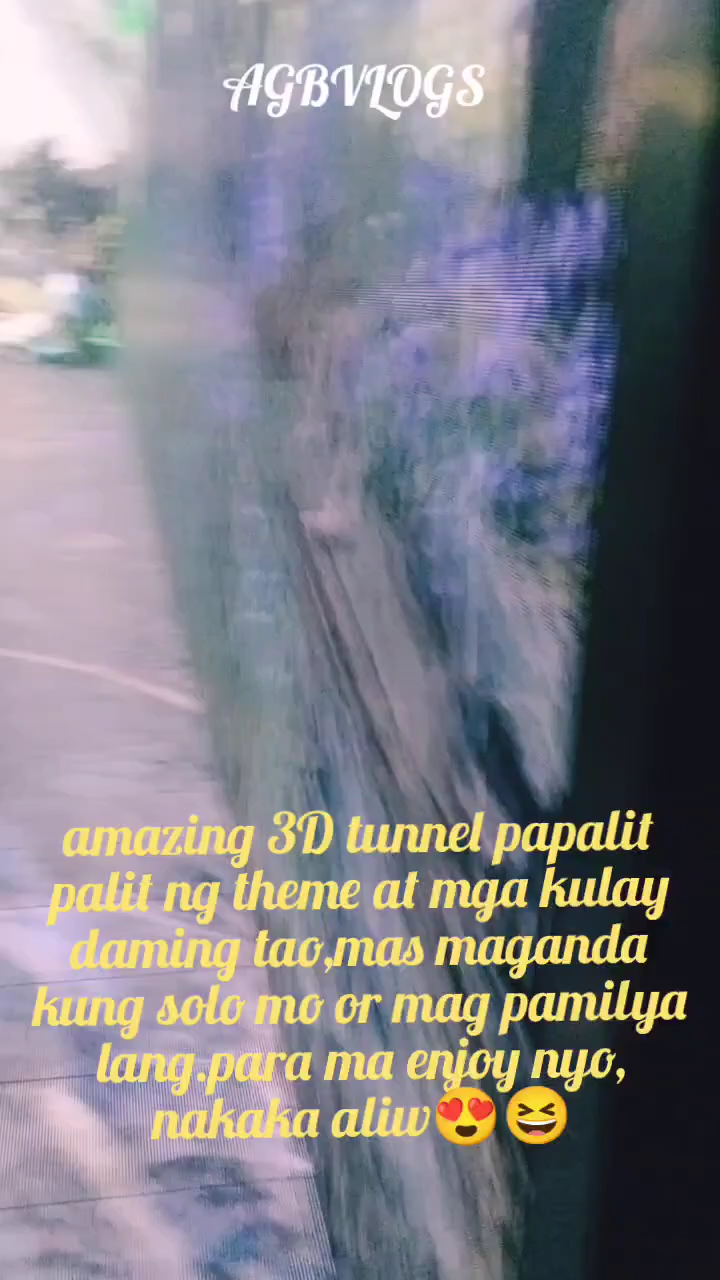 AGBVLOGS
amazing 3D tunnel papalit
palit ng theme at mga kulay
daming tao,mas maganda
kung solo mo or mag pamilya
lang.para ma enjoy nyo,
nakaka aliw😍😆